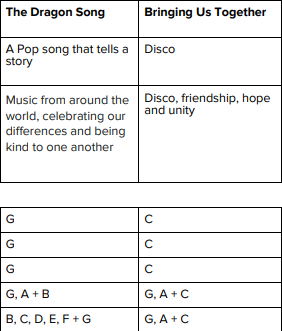 The Dragon Song
Bringing Us Together
A Pop song that tells a
story
Disco
Music from around the
world, celebrating our
differences and being
kind to one another
Disco, friendship, hope
and unity
G
C
G
C
G
C
G, A + B
G, A + C
B, C, D, E, F + G
G, A + C